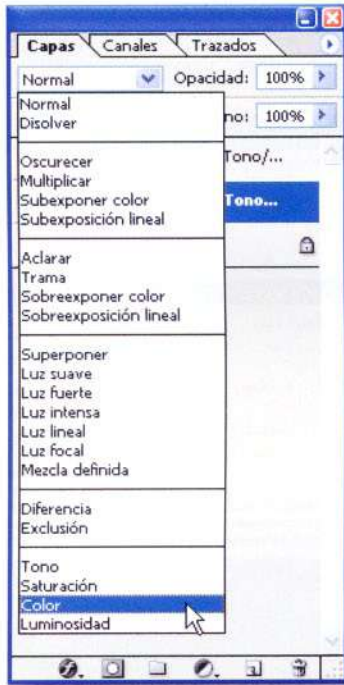 Capas Canales Trazados
Normal Opacidad: 100%
Normal
Disolver no: 100%
Oscurecer Tono/...
Multiplicar
Subexponer color Tono...
Subexposición lineal
Aclarar
Trama
Sobreexponer color
Sobreexposición lineal
Superponer
Luz suave
Luz fuerte
Luz intensa
Luz lineal
Luz focal
Mezcla definida
Diferencia
Exclusión
Tono
Saturación
Color
Luminosidad